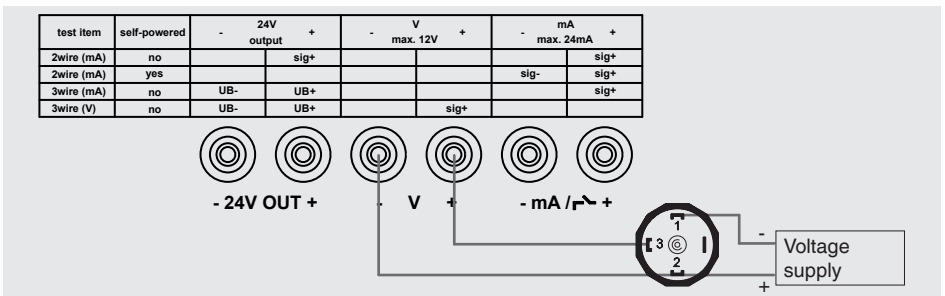 test item self-powered - 24V output + - V max. 12V + - mA max. 24mA +
2wire (mA) no sig+ sig+
2wire (mA) yes sig- sig+
3wire (mA) no UB- UB+ sig+
3wire (V) no UB- UB+ sig+
- 24V OUT + - V + - mA / +
1
3
2
- Voltage
supply
+